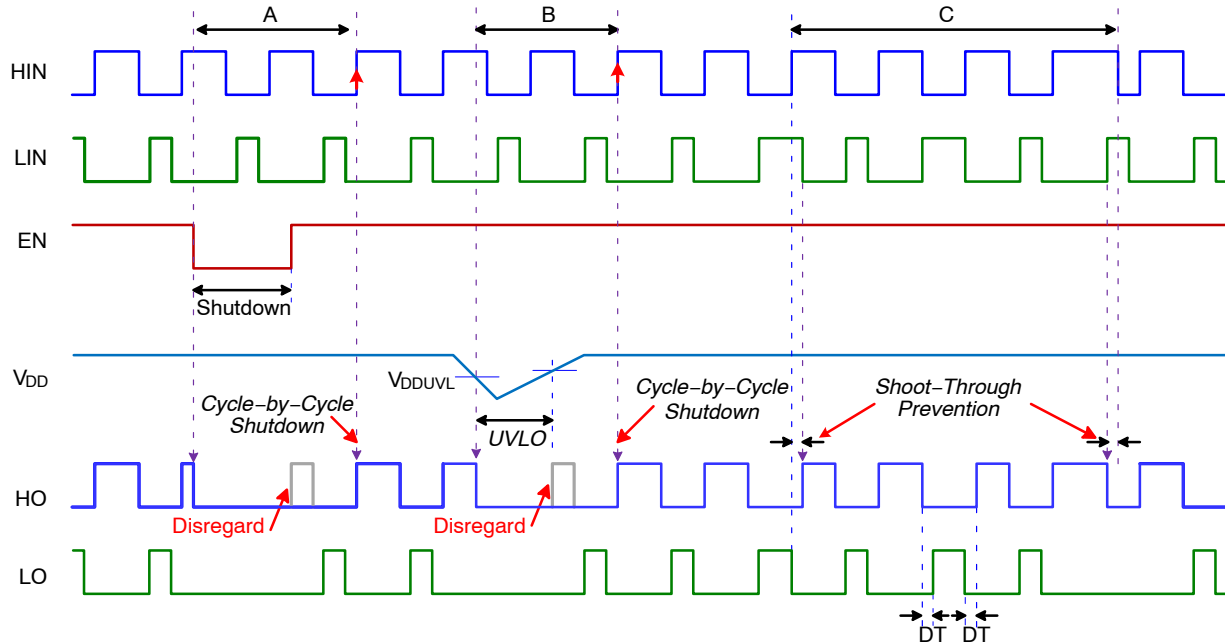 A
B
C
HIN
LIN
EN
Shutdown
VDD
VDDUVL
Cycle−by−Cycle
Shutdown
UVLO
Cycle−by−Cycle
Shutdown
Shoot−Through
Prevention
HO
Disregard
Disregard
LO
DT
DT